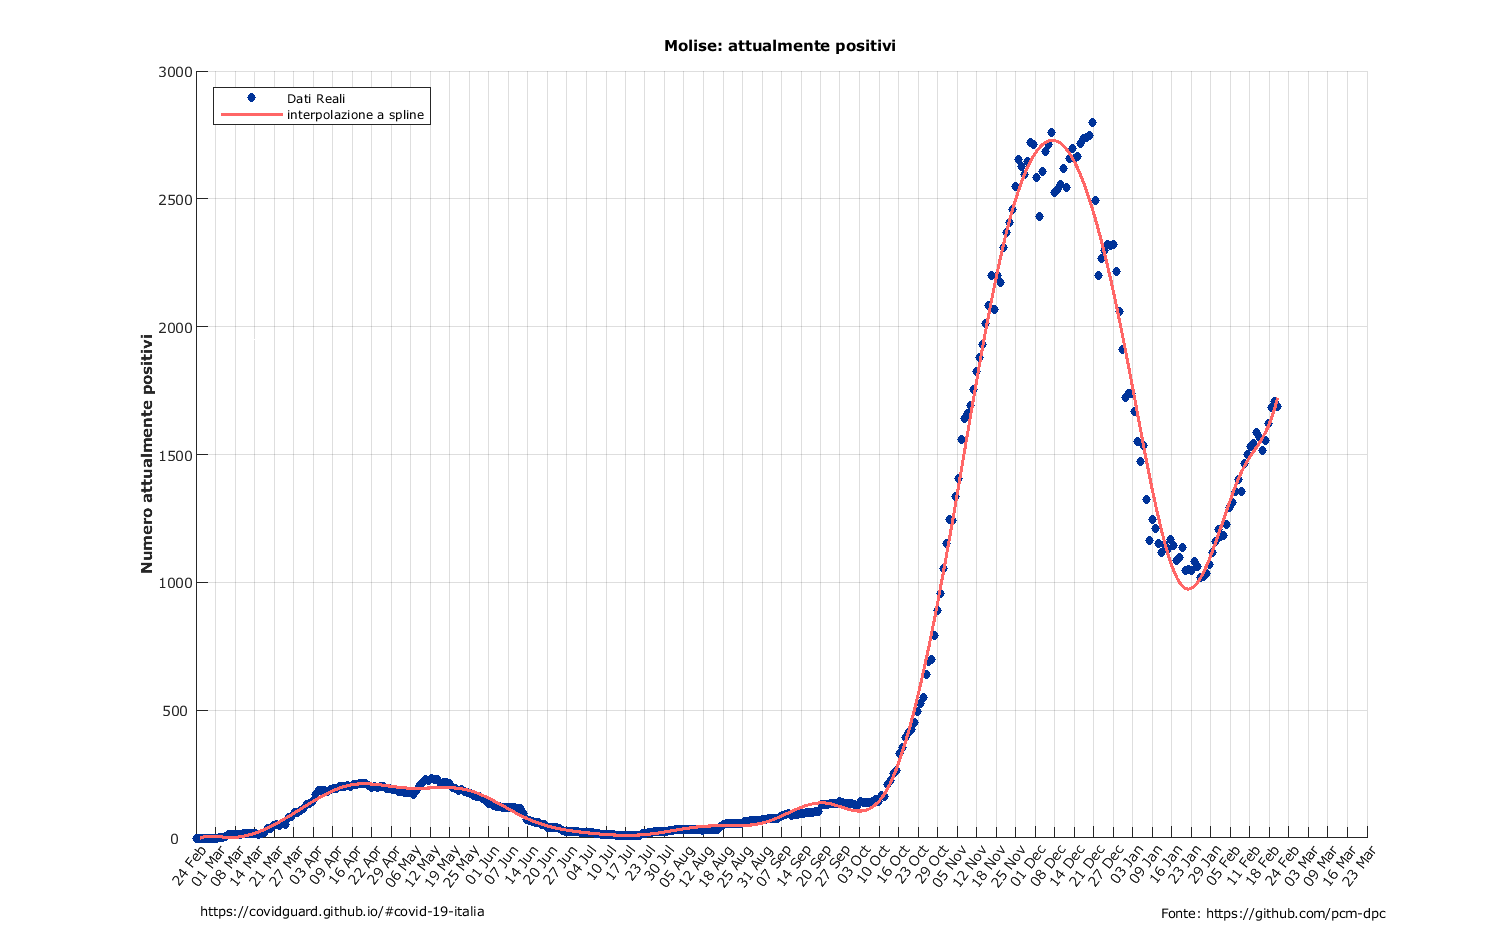 Molise: attualmente positivi
3000
Dati Reali
interpolazione a spline
2500
2000
1500
1000
500
0
Numero attualmente positivi
24 Feb
01 Mar
08 Mar
14 Mar
21 Mar
27 Mar
03 Apr
09 Apr
16 Apr
22 Apr
29 Apr
06 May
12 May
19 May
25 May
01 Jun
07 Jun
14 Jun
20 Jun
27 Jun
04 Jul
10 Jul
17 Jul
23 Jul
30 Jul
05 Aug
12 Aug
18 Aug
25 Aug
31 Aug
07 Sep
14 Sep
20 Sep
27 Sep
03 Oct
10 Oct
16 Oct
23 Oct
29 Oct
05 Nov
12 Nov
18 Nov
25 Nov
01 Dec
08 Dec
14 Dec
21 Dec
27 Dec
03 Jan
09 Jan
16 Jan
23 Jan
29 Jan
05 Feb
11 Feb
18 Feb
24 Feb
03 Mar
09 Mar
16 Mar
23 Mar
https://covidguard.github.io/#covid-19-italia
Fonte: https://github.com/pcm-dpc